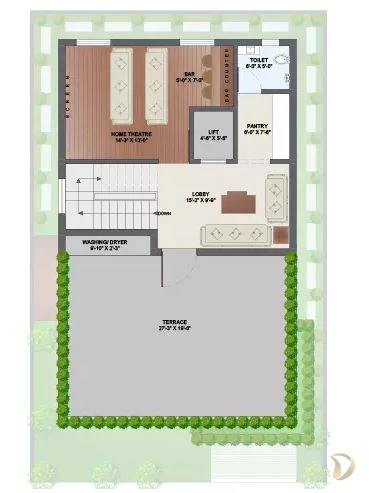 TOILET
6'-0" X 5'-0"
BAR
5'-0" X 7'-0"
SCREEN
BAR COUNTER
HOME THEATRE
14'-3" X 13'-0"
LIFT
4'-6" X 5'-6"
PANTRY
6'-0" X 7'-6"
LOBBY
15'-2" X 9'-9"
DOWN
WASHING/ DRYER
9'-10" X 2'-3"
TERRACE
27'-3" X 19'-6"